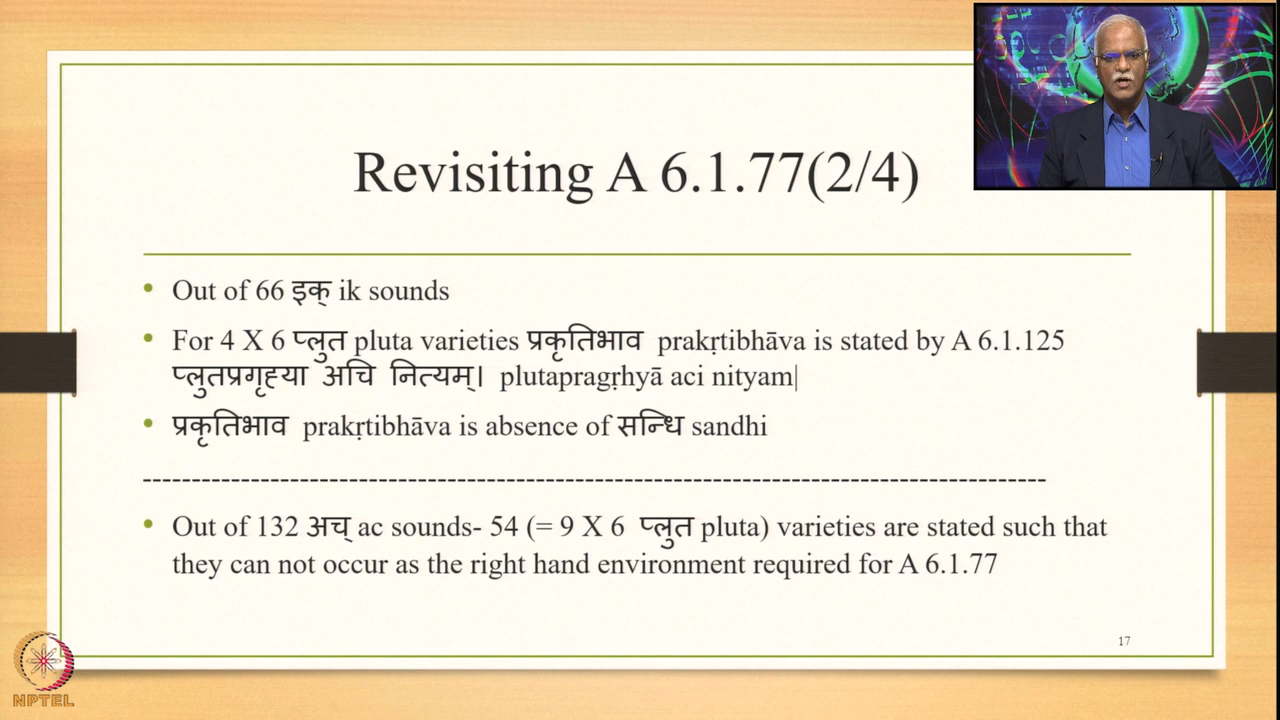 Revisiting A 6.1.77(2/4)
• Out of 66 इक् ik sounds
• For 4 X 6 प्लुत pluta varieties प्रकृतिभाव prakṛtibhāva is stated by A 6.1.125
प्लुतप्रगृह्या अचि नित्यम्। plutapragṛhyā aci nityam|
• प्रकृतिभाव prakṛtibhāva is absence of सन्धि sandhi
--------------------------------------------------------------------------------------------
• Out of 132 अच् ac sounds- 54 (= 9 X 6 प्लुत pluta) varieties are stated such that
they can not occur as the right hand environment required for A 6.1.77
17
NPTEL